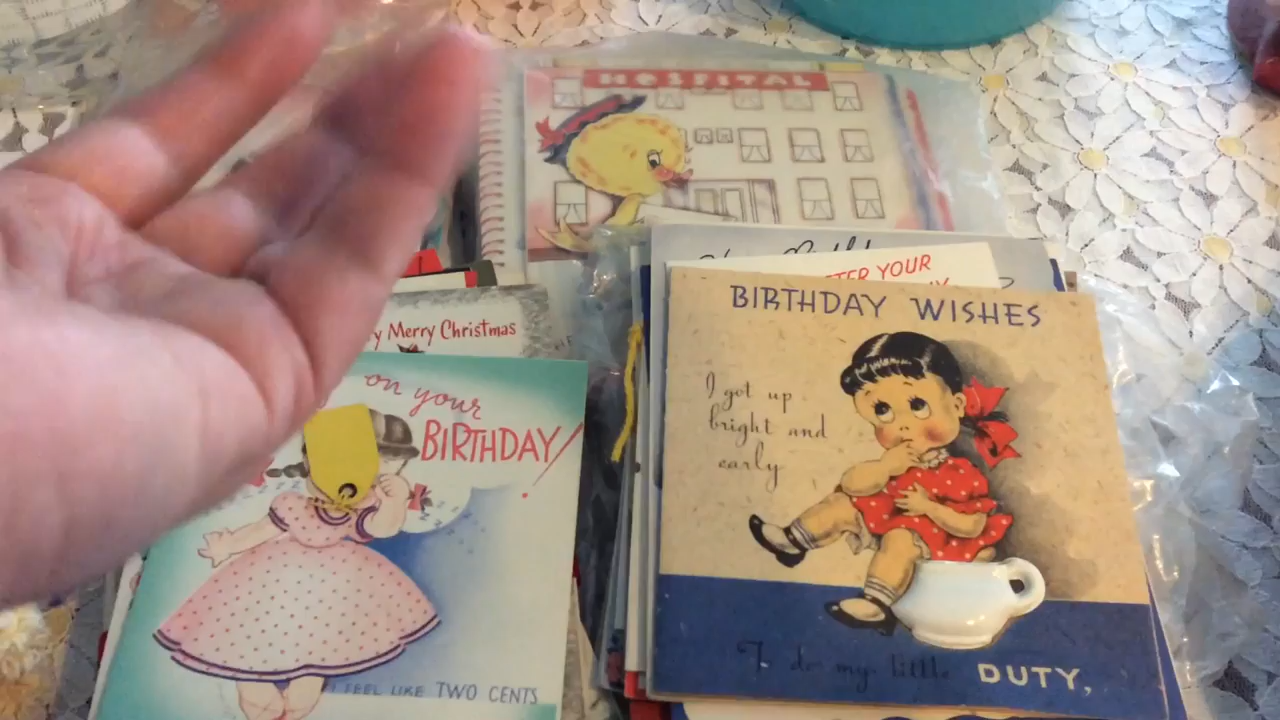 HOSPITAL
TER YOUR
BIRTHDAY WISHES
I got up
bright and
early
To do my little DUTY,
y Merry Christmas
on your
BIRTHDAY!
I FEEL LIKE TWO CENTS